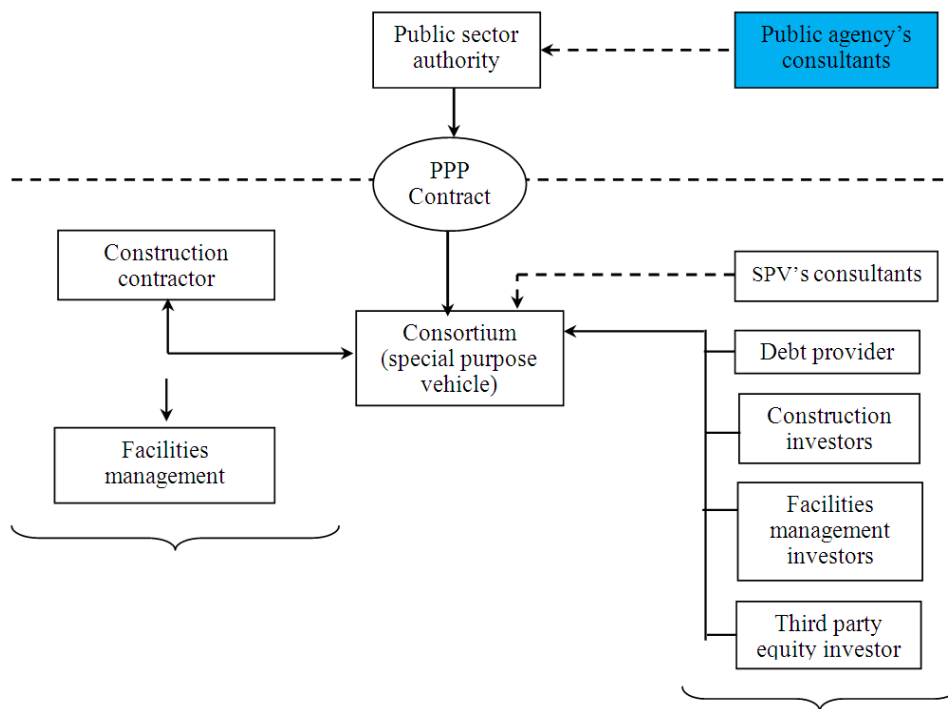 Public sector
authority
Public agency's
consultants
PPP
Contract
Construction
contractor
SPV's consultants
Consortium
(special purpose
vehicle)
Debt provider
Construction
investors
Facilities
management
Facilities
management
investors
Third party
equity investor